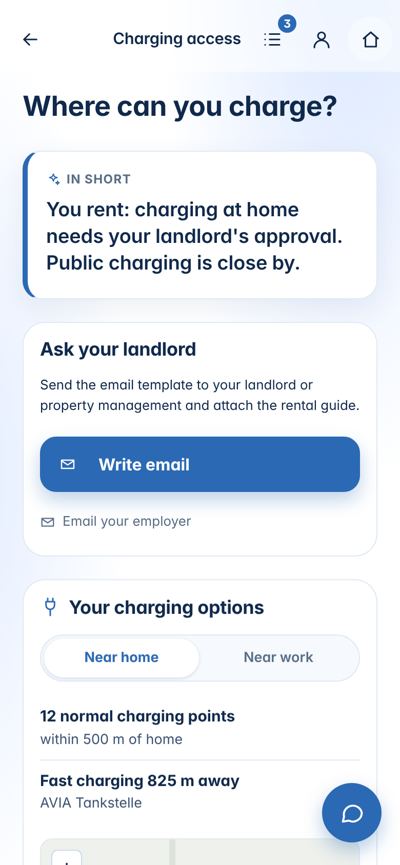 Charging access
3
Where can you charge?
IN SHORT
You rent: charging at home
needs your landlord's approval.
Public charging is close by.
Ask your landlord
Send the email template to your landlord or
property management and attach the rental guide.
Write email
Email your employer
Your charging options
Near home
Near work
12 normal charging points
within 500 m of home
Fast charging 825 m away
AVIA Tankstelle